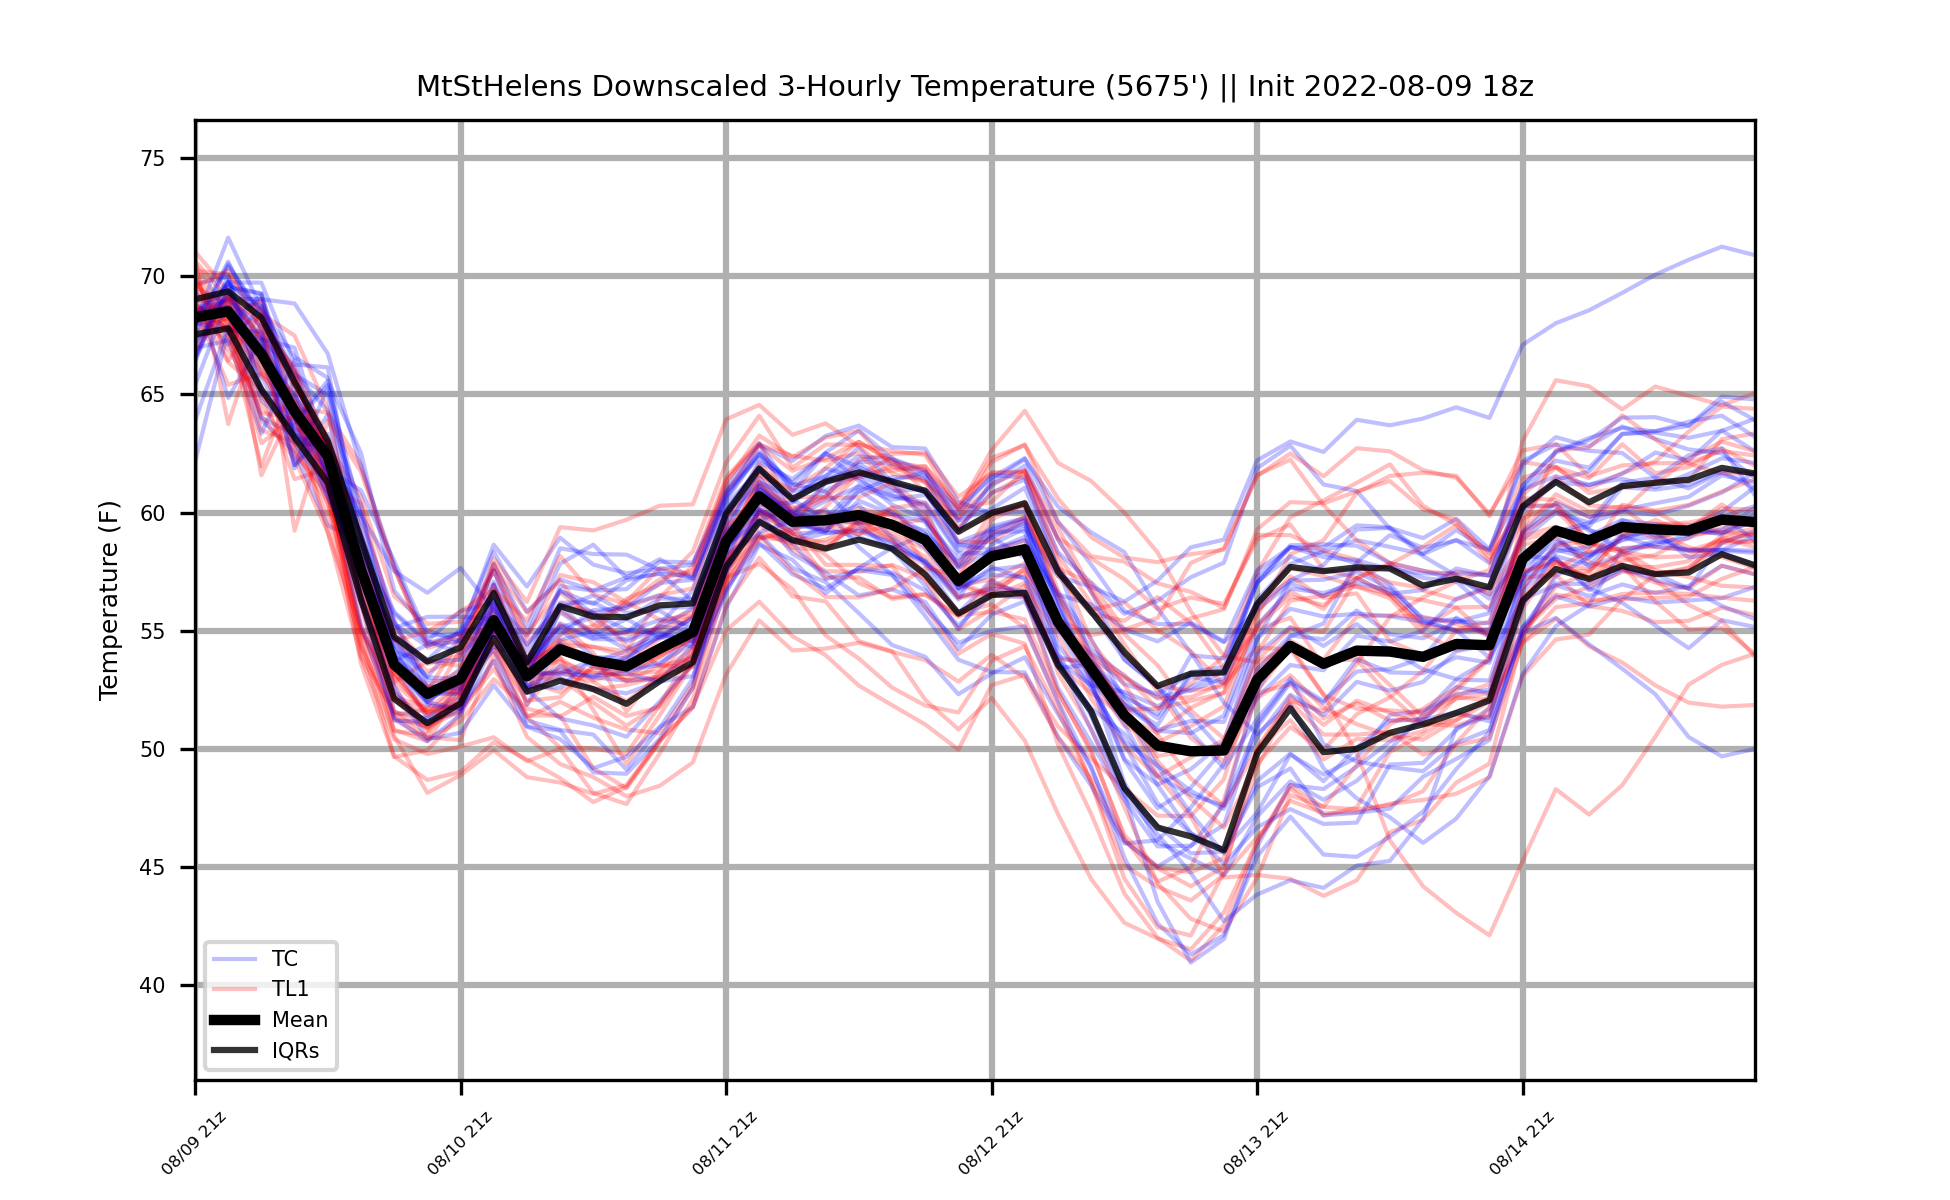 MtStHelens Downscaled 3-Hourly Temperature (5675') || Init 2022-08-09 18z
Temperature (F)
75
70
65
60
55
50
45
40
TC
TL1
Mean
IQRs
08/09 21z
08/10 21z
08/11 21z
08/12 21z
08/13 21z
08/14 21z